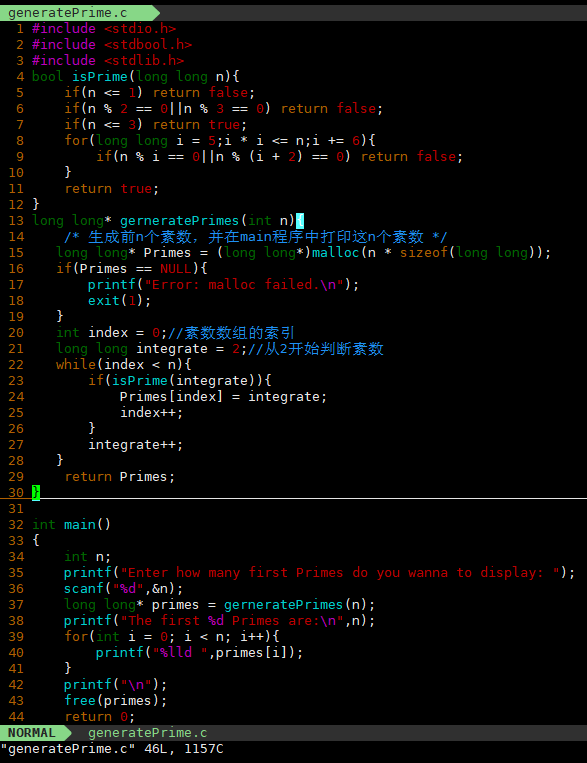 generatePrime.c
1 #include <stdio.h>
2 #include <stdbool.h>
3 #include <stdlib.h>
4 bool isPrime(long long n){
5     if(n <= 1) return false;
6     if(n % 2 == 0||n % 3 == 0) return false;
7     if(n <= 3) return true;
8     for(long long i = 5;i * i <= n;i += 6){
9         if(n % i == 0||n % (i + 2) == 0) return false;
10     }
11     return true;
12 }
13 long long* gerneratePrimes(int n){
14     /* 生成前n个素数，并在main程序中打印这n个素数 */
15    long long* Primes = (long long*)malloc(n * sizeof(long long));
16    if(Primes == NULL){
17        printf("Error: malloc failed.\n");
18        exit(1);
19    }
20    int index = 0;//素数数组的索引
21    long long integrate = 2;//从2开始判断素数
22    while(index < n){
23        if(isPrime(integrate)){
24            Primes[index] = integrate;
25            index++;
26        }
27        integrate++;
28    }
29     return Primes;
30 }
31
32 int main()
33 {
34     int n;
35     printf("Enter how many first Primes do you wanna to display: ");
36     scanf("%d",&n);
37     long long* primes = gerneratePrimes(n);
38     printf("The first %d Primes are:\n",n);
39     for(int i = 0; i < n; i++){
40         printf("%lld ",primes[i]);
41     }
42     printf("\n");
43     free(primes);
44     return 0;
NORMAL generatePrime.c
"generatePrime.c" 46L, 1157C